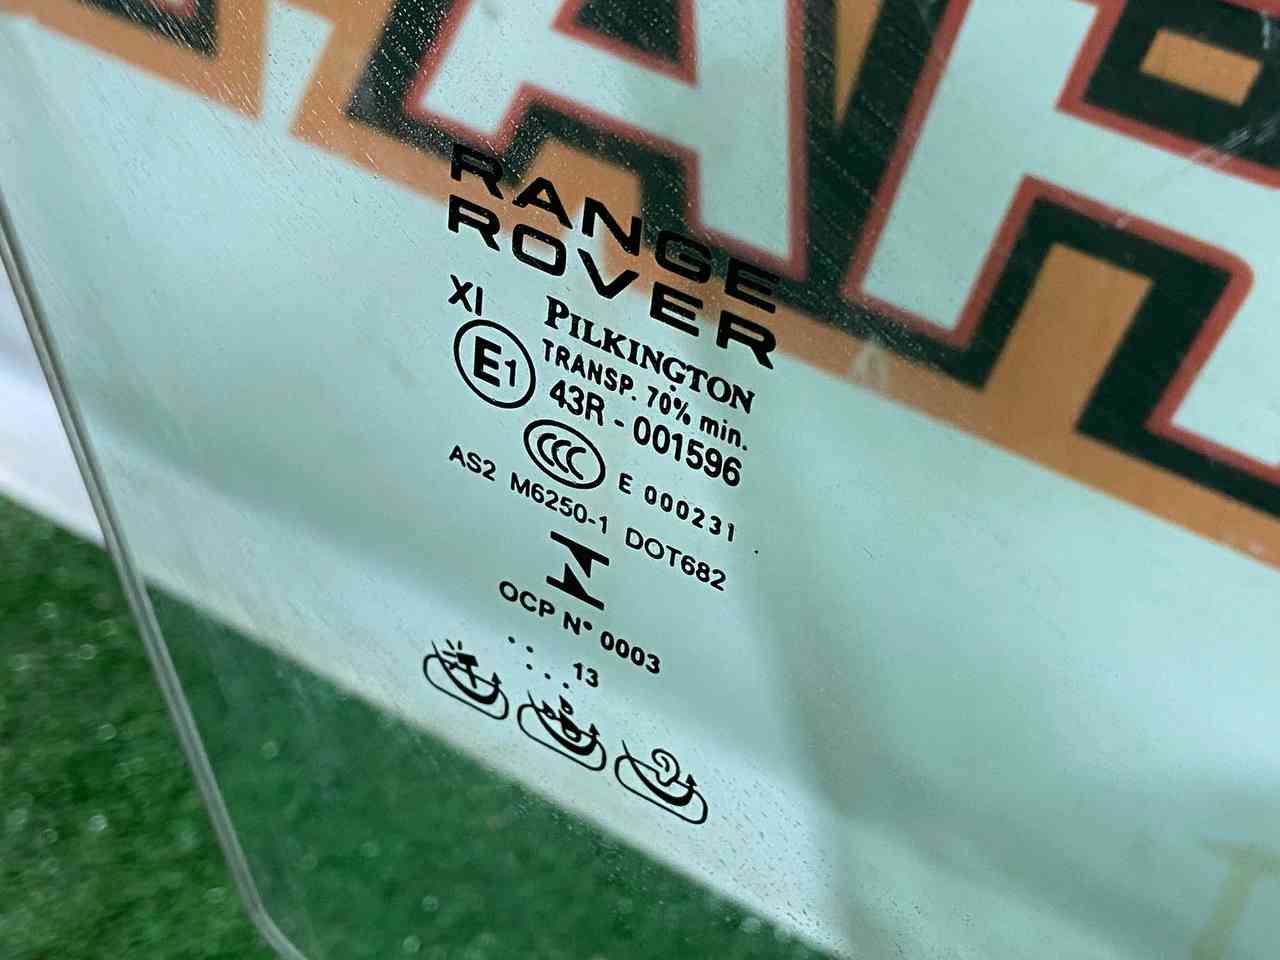 RANGE
ROVER
XI PILKINGTON
TRANSP. 70% min.
E1 43R - 001596
CCC E 000231
AS2 M6250-1 DOT682
OCP N° 0003
.. : .. 13